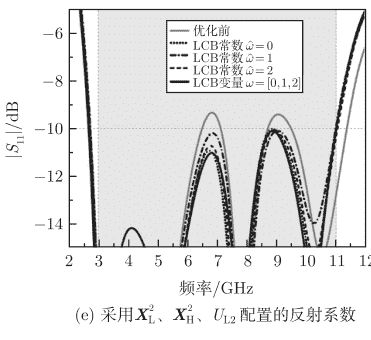 优化前
LCB常数 ω̂ = 0
LCB常数 ω̂ = 1
LCB常数 ω̂ = 2
LCB变量 ω = [0,1,2]
|S₁₁|/dB
−6
−8
−10
−12
−14
2 3 4 5 6 7 8 9 10 11 12
频率/GHz
(e) 采用X_L^2、X_H^2、U_L2 配置的反射系数